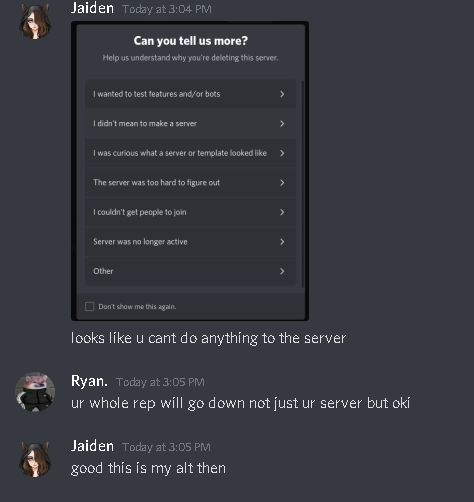 Jaiden Today at 3:04 PM
Can you tell us more?
Help us understand why you're deleting this server.
I wanted to test features and/or bots
I didn't mean to make a server
I was curious what a server or template looked like
The server was too hard to figure out
I couldn't get people to join
Server was no longer active
Other
Don't show me this again.
looks like u cant do anything to the server
Ryan. Today at 3:05 PM
ur whole rep will go down not just ur server but oki
Jaiden Today at 3:05 PM
good this is my alt then